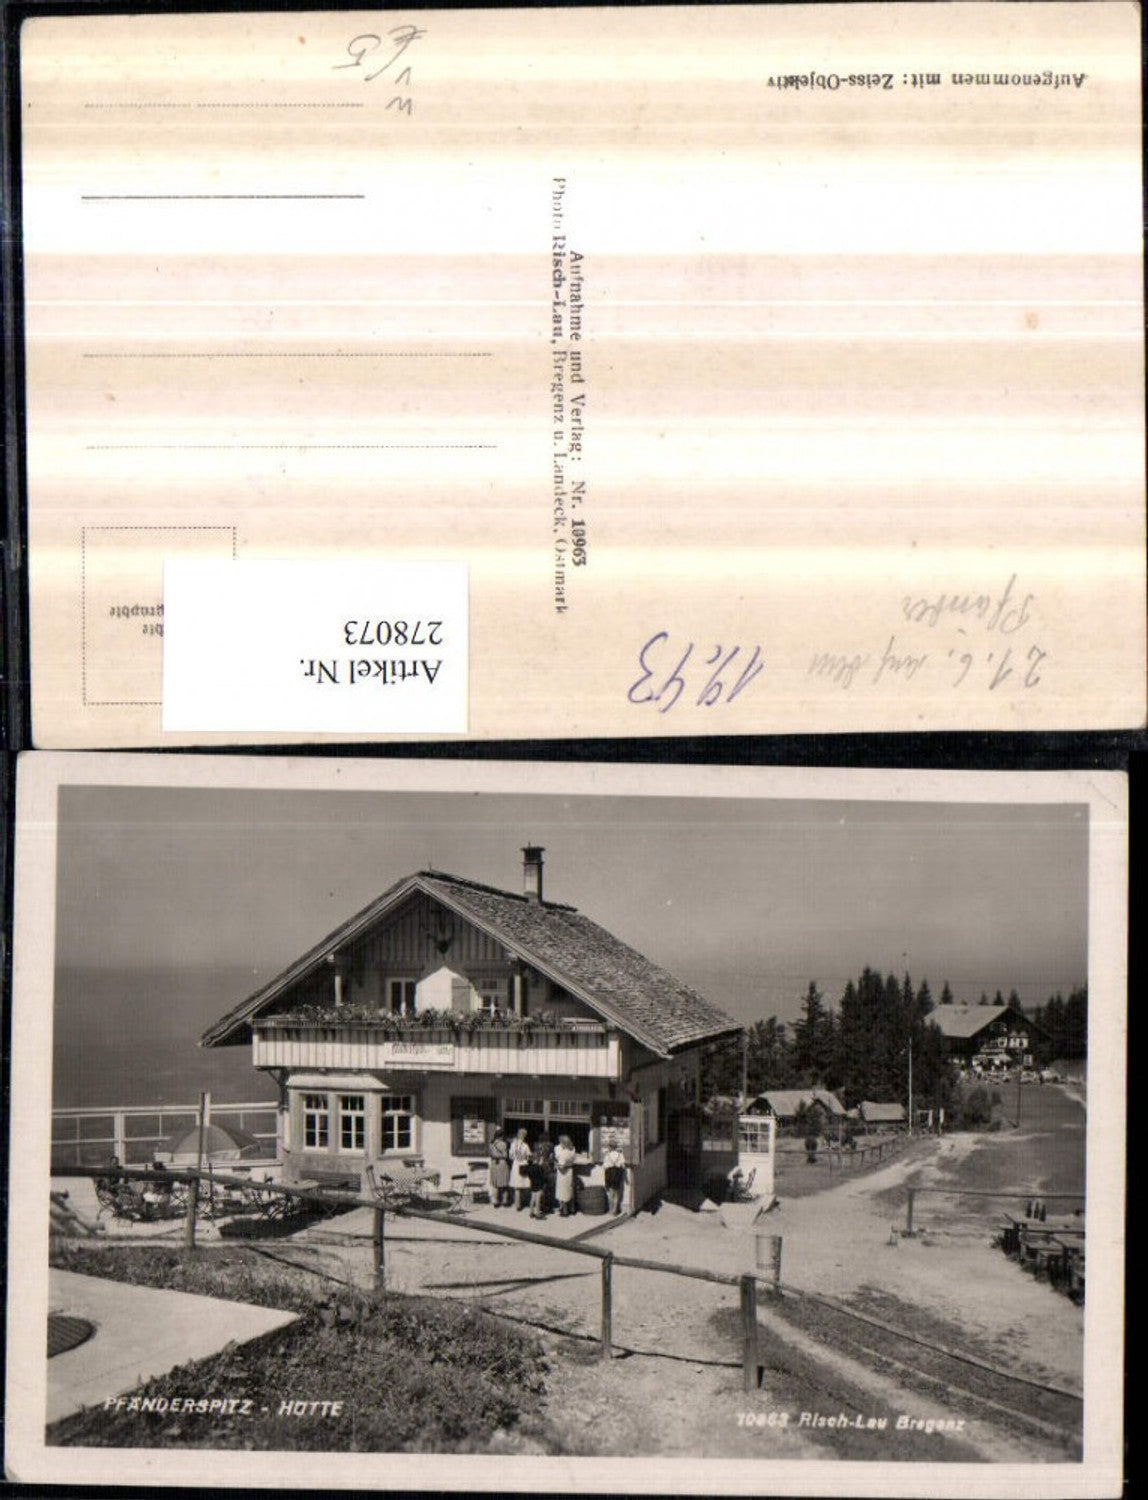 Aufgenommen mit: Zeiss-Objektiv
Aufnahme und Verlag: Nr. 10963
Photo Risch-Lau, Bregenz u. Landeck, Ostmark
21. 6. auf dem
Pfänder
1943
Artikel Nr.
278073
PFÄNDERSPITZ - HÜTTE
10963 Risch-Lau Bregenz